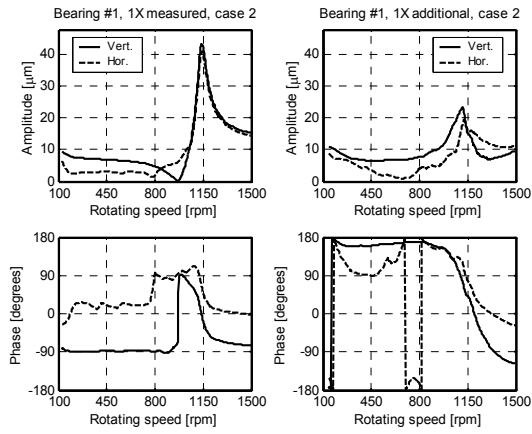 Bearing #1, 1X measured, case 2
Vert.
Hor.
Amplitude [μm]
40
30
20
10
0
100 450 800 1150 1500
Rotating speed [rpm]
Bearing #1, 1X additional, case 2
Vert.
Hor.
Amplitude [μm]
40
30
20
10
0
100 450 800 1150 1500
Rotating speed [rpm]
Phase [degrees]
180
90
0
-90
-180
100 450 800 1150 1500
Rotating speed [rpm]
Phase [degrees]
180
90
0
-90
-180
100 450 800 1150 1500
Rotating speed [rpm]